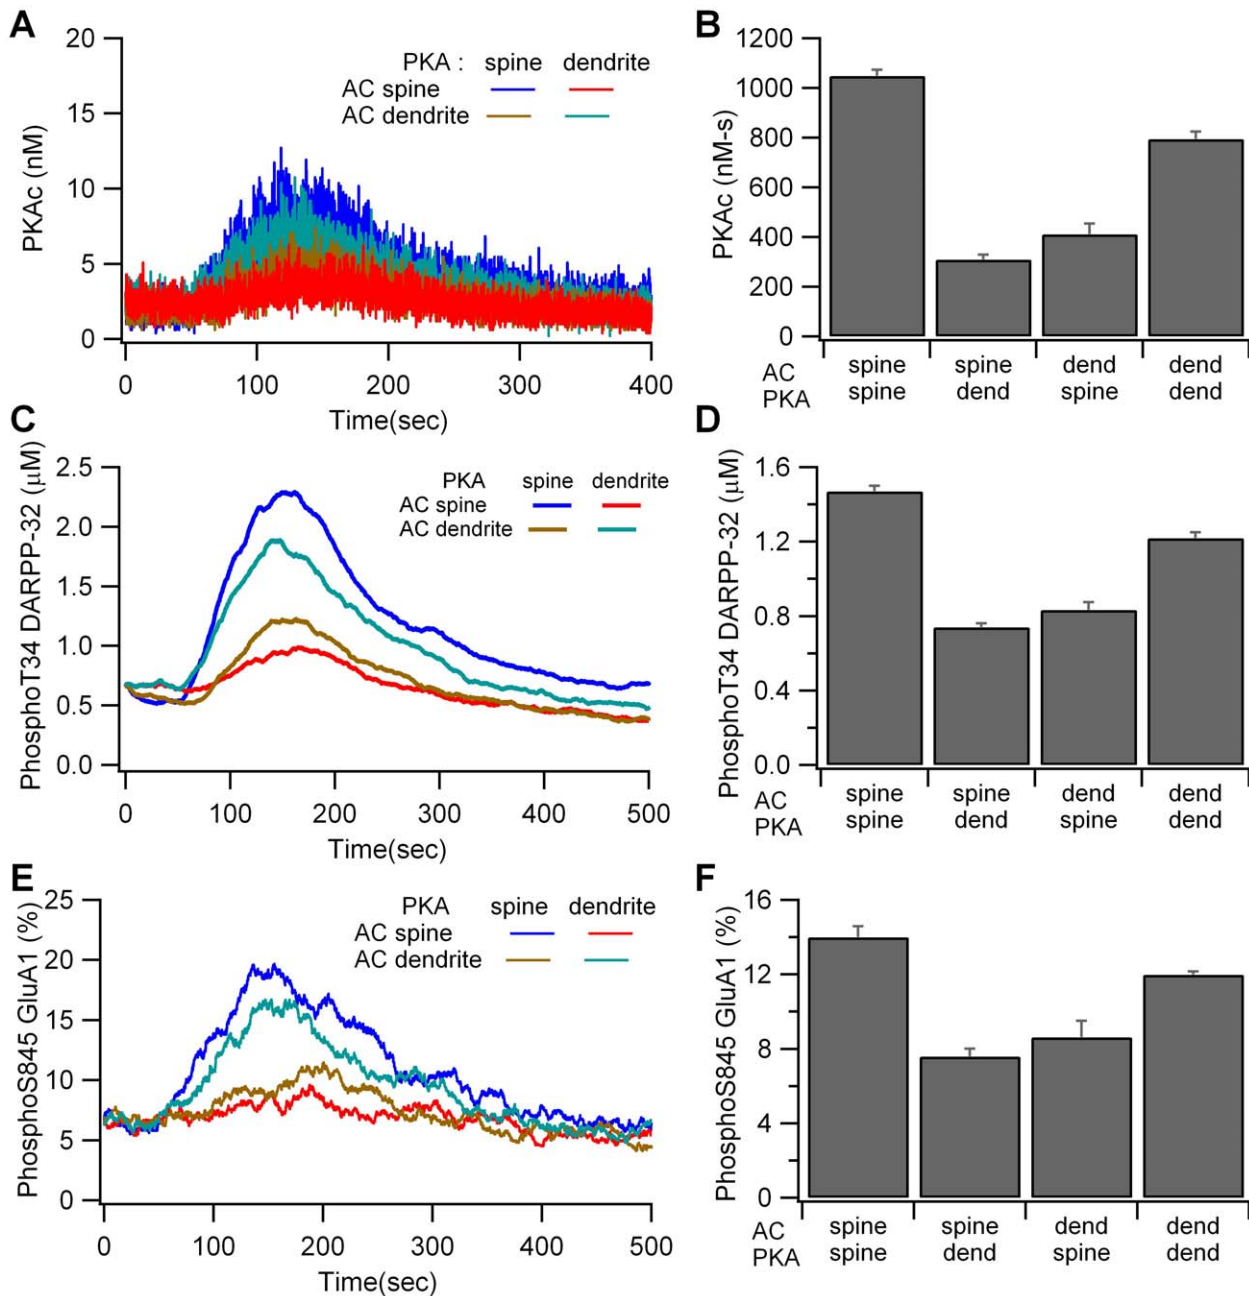 A
20
15
10
5
0
PKAc (nM)
PKA : spine dendrite
AC spine
AC dendrite
0 100 200 300 400
Time(sec)
B
1200
1000
800
600
400
200
0
PKAc (nM-s)
AC spine spine dend dend
PKA spine dend spine dend
C
2.5
2.0
1.5
1.0
0.5
0.0
PhosphoT34 DARPP-32 (μM)
PKA spine dendrite
AC spine
AC dendrite
0 100 200 300 400 500
Time(sec)
D
1.6
1.2
0.8
0.4
0.0
PhosphoT34 DARPP-32 (μM)
AC spine spine dend dend
PKA spine dend spine dend
E
25
20
15
10
5
0
PhosphoS845 GluA1 (%)
PKA spine dendrite
AC spine
AC dendrite
0 100 200 300 400 500
Time(sec)
F
16
12
8
4
0
PhosphoS845 GluA1 (%)
AC spine spine dend dend
PKA spine dend spine dend